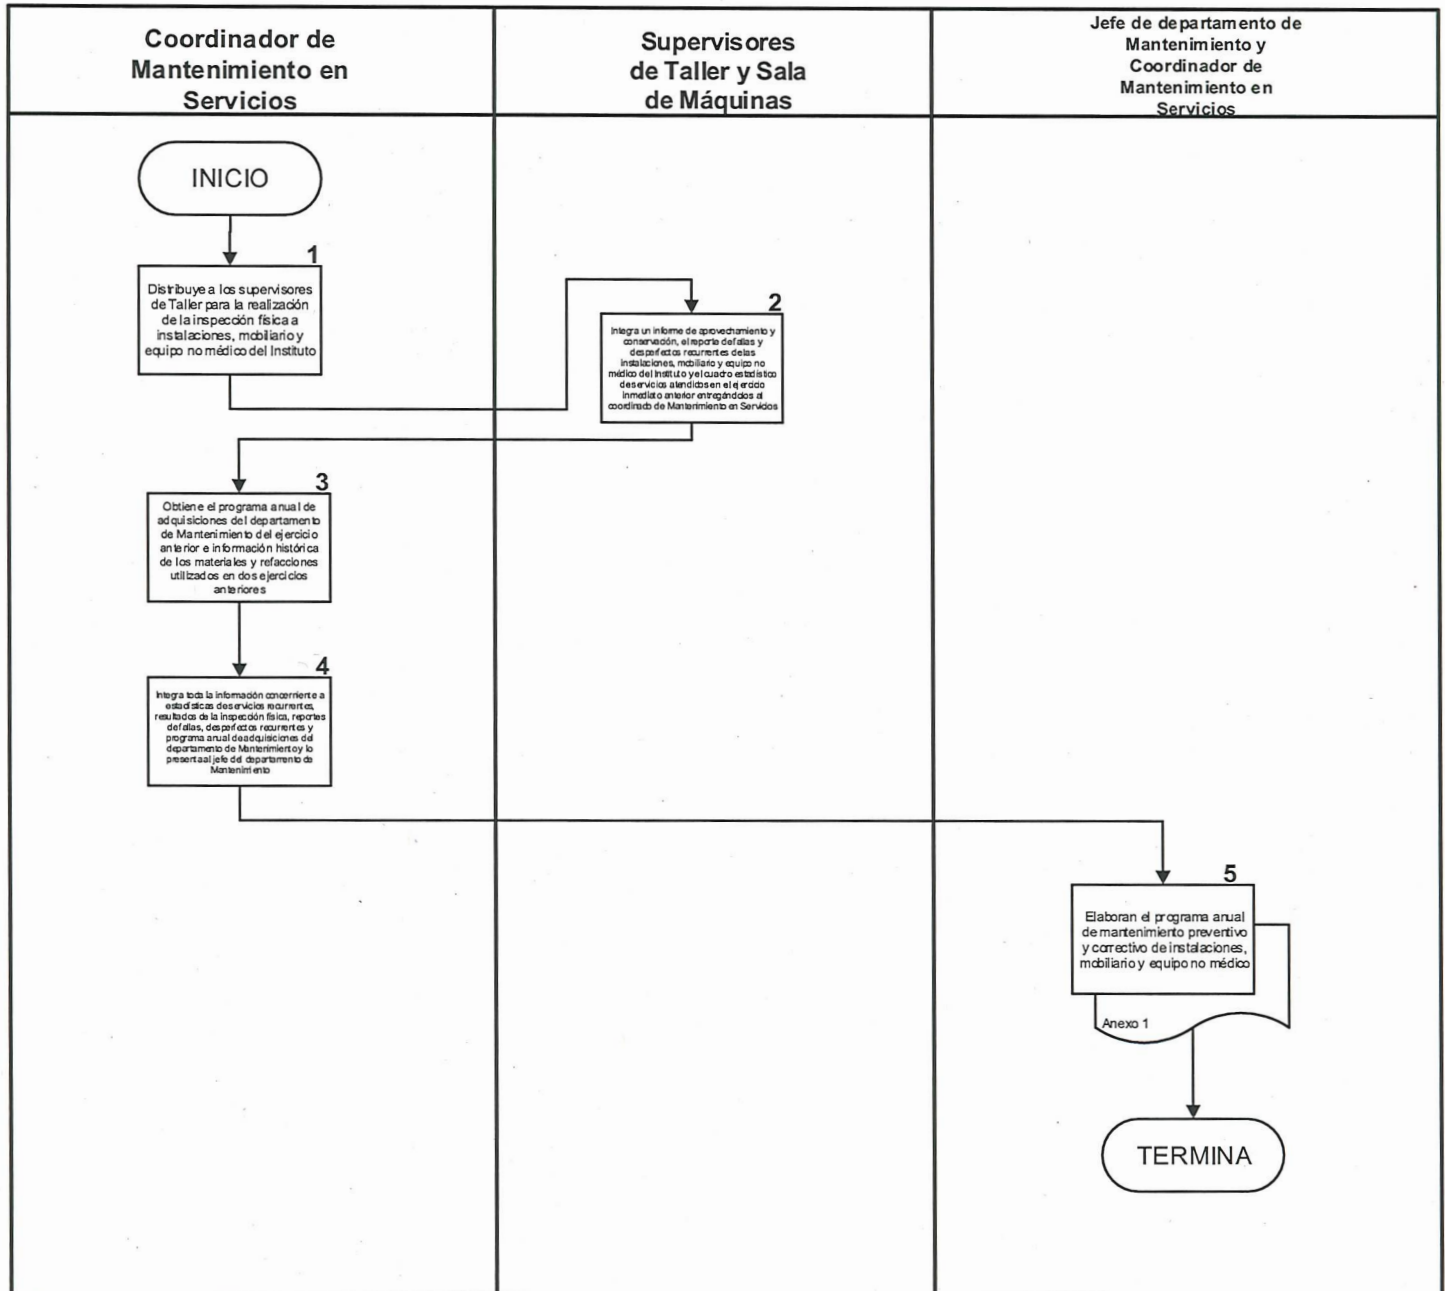 Coordinador de
Mantenimiento en
Servicios
Supervisores
de Taller y Sala
de Máquinas
Jefe de departamento de
Mantenimiento y
Coordinador de
Mantenimiento en
Servicios
INICIO
1
Distribuye a los supervisores
de Taller para la realización
de la inspección física a
instalaciones, mobiliario y
equipo no médico del Instituto
2
Integra un informe de aprovechamiento y
conservación, el reporte de fallas y
desperfectos recurrentes de las
instalaciones, mobiliario y equipo no
médico del Instituto y el cuadro estadístico
de servicios atendidos en el ejercicio
inmediato anterior entregándolos al
coordinado de Mantenimiento en Servicios
3
Obtiene el programa anual de
adquisiciones del departamento
de Mantenimiento del ejercicio
anterior e información histórica
de los materiales y refacciones
utilizados en dos ejercicios
anteriores
4
Integra toda la información concerniente a
estadísticas de servicios recurrentes,
resultados de la inspección física, reportes
de fallas, desperfectos recurrentes y
programa anual de adquisiciones del
departamento de Mantenimiento y lo
presenta al jefe del departamento de
Mantenimiento
5
Elaboran el programa anual
de mantenimiento preventivo
y correctivo de instalaciones,
mobiliario y equipo no médico
Anexo 1
TERMINA